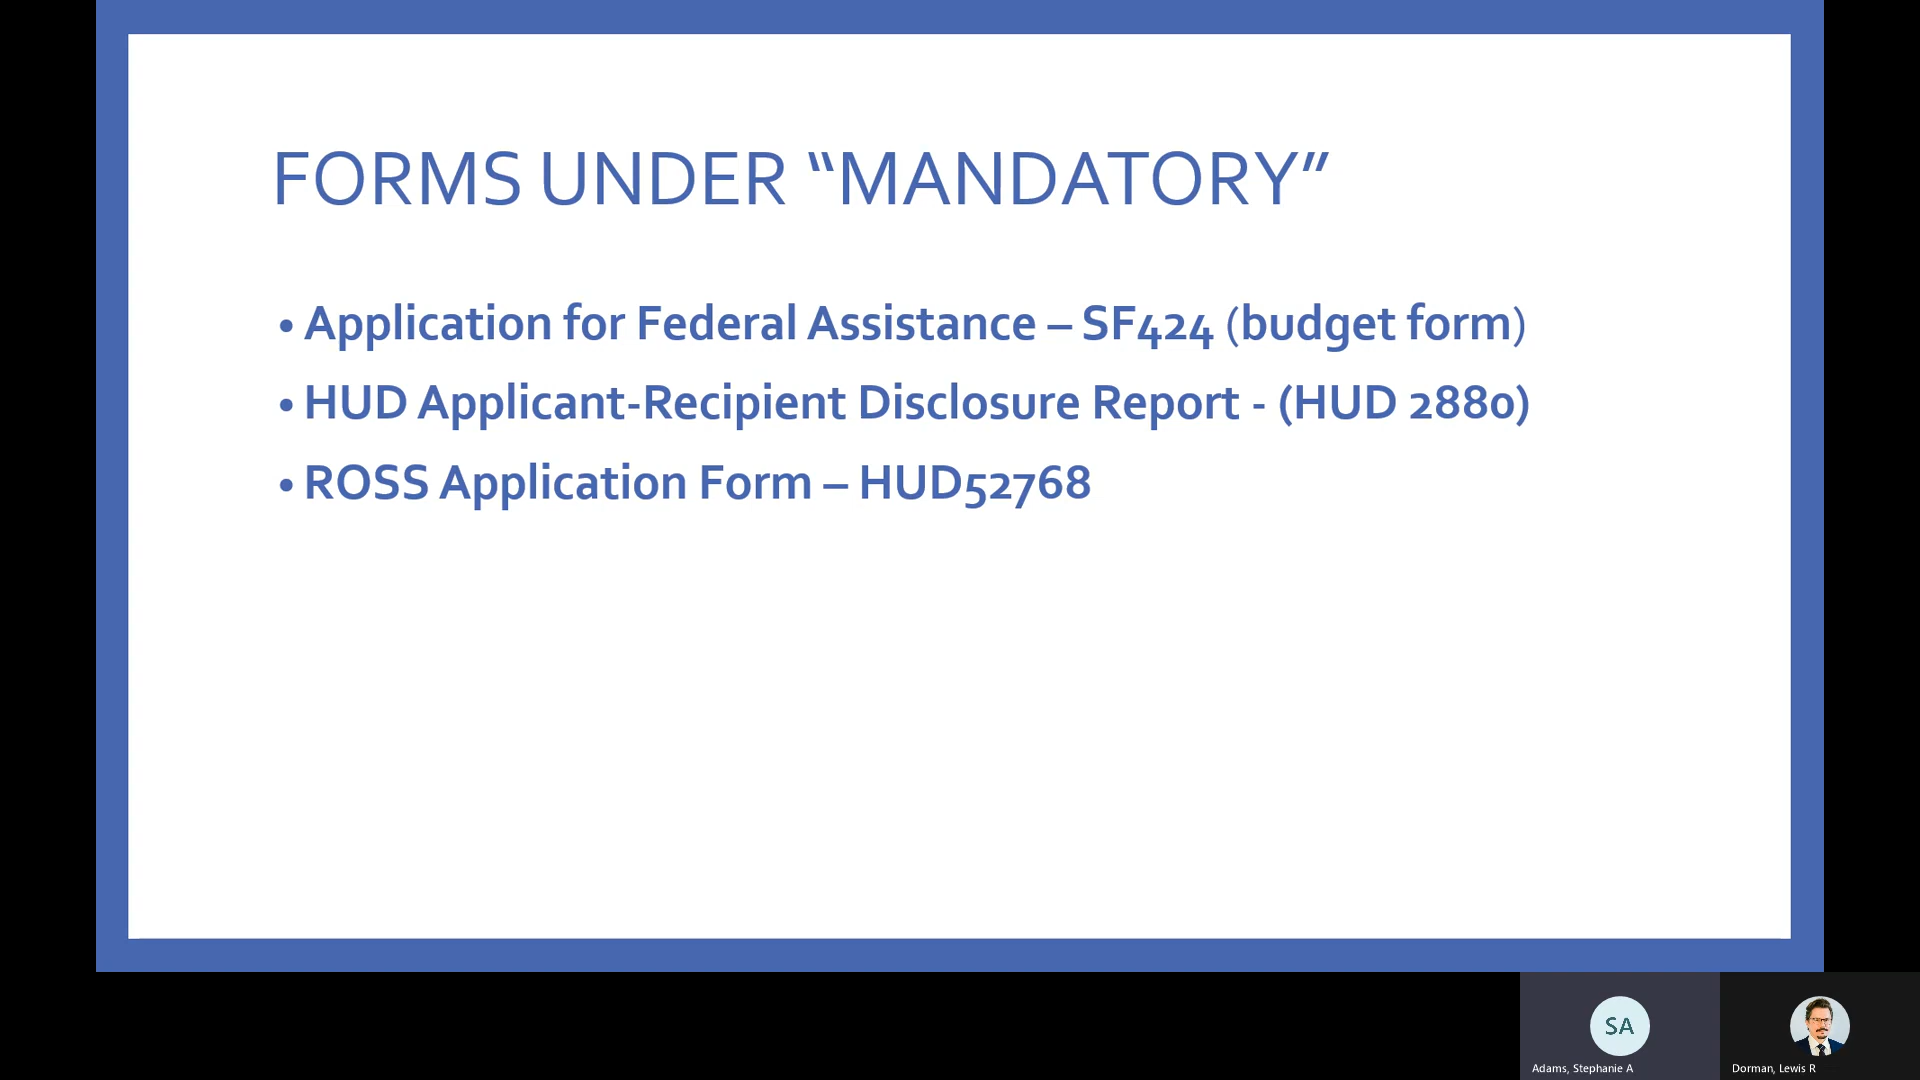 FORMS UNDER “MANDATORY”
• Application for Federal Assistance – SF424 (budget form)
• HUD Applicant-Recipient Disclosure Report - (HUD 2880)
• ROSS Application Form – HUD52768
SA
Adams, Stephanie A
Dorman, Lewis R